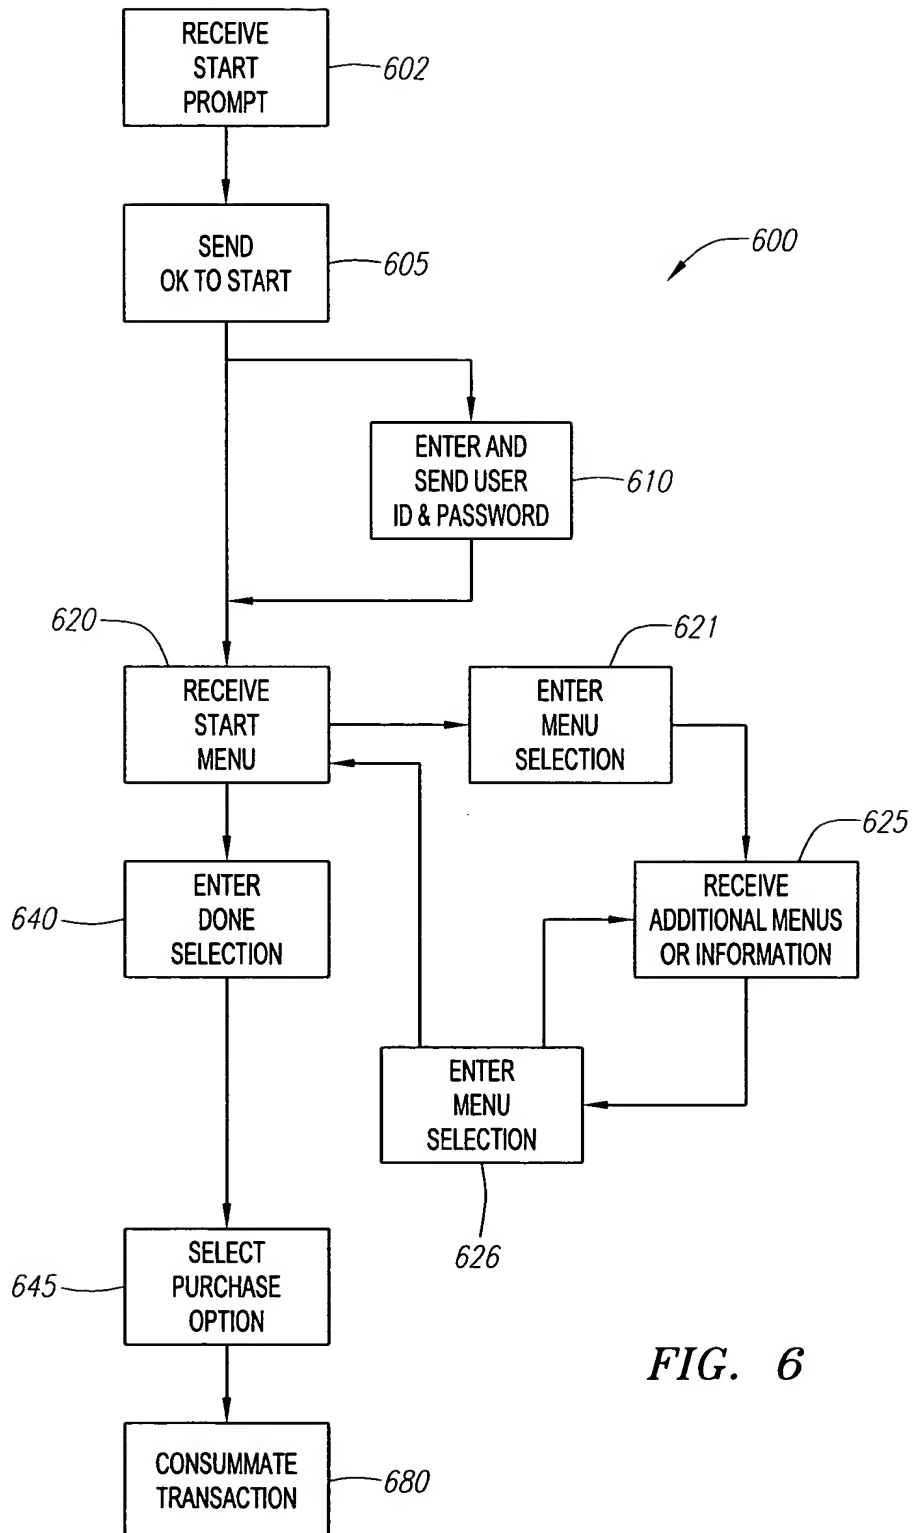 RECEIVE
START
PROMPT
602
SEND
OK TO START
605
600
ENTER AND
SEND USER
ID & PASSWORD
610
620
RECEIVE
START
MENU
621
ENTER
MENU
SELECTION
625
RECEIVE
ADDITIONAL MENUS
OR INFORMATION
640
ENTER
DONE
SELECTION
ENTER
MENU
SELECTION
626
645
SELECT
PURCHASE
OPTION
FIG. 6
CONSUMMATE
TRANSACTION
680